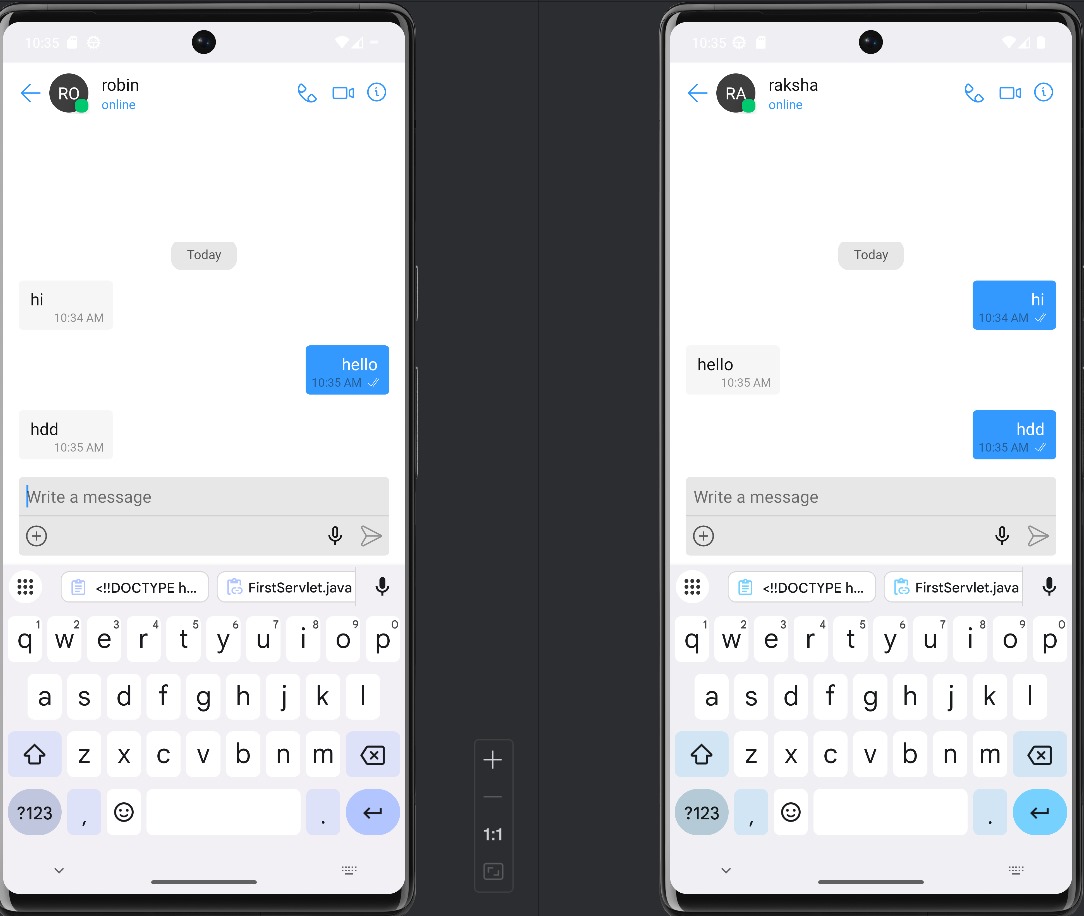 10:35
RO
robin
online
Today
hi
10:34 AM
hello
10:35 AM
hdd
10:35 AM
Write a message
<!!DOCTYPE h...
FirstServlet.java
q1 w2 e3 r4 t5 y6 u7 i8 o9 p0
a s d f g h j k l
z x c v b n m
?123 , .
1:1
10:35
RA
raksha
online
Today
hi
10:34 AM
hello
10:35 AM
hdd
10:35 AM
Write a message
<!!DOCTYPE h...
FirstServlet.java
q1 w2 e3 r4 t5 y6 u7 i8 o9 p0
a s d f g h j k l
z x c v b n m
?123 , .